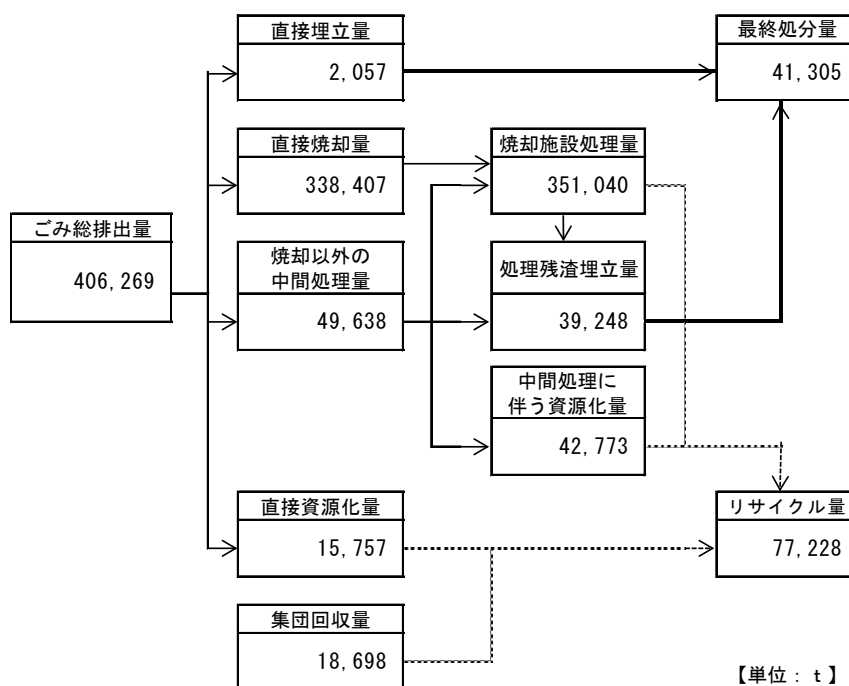 ごみ総排出量
406,269
直接埋立量
2,057
直接焼却量
338,407
焼却以外の
中間処理量
49,638
直接資源化量
15,757
集団回収量
18,698
焼却施設処理量
351,040
処理残渣埋立量
39,248
中間処理に
伴う資源化量
42,773
最終処分量
41,305
リサイクル量
77,228
【単位：ｔ】